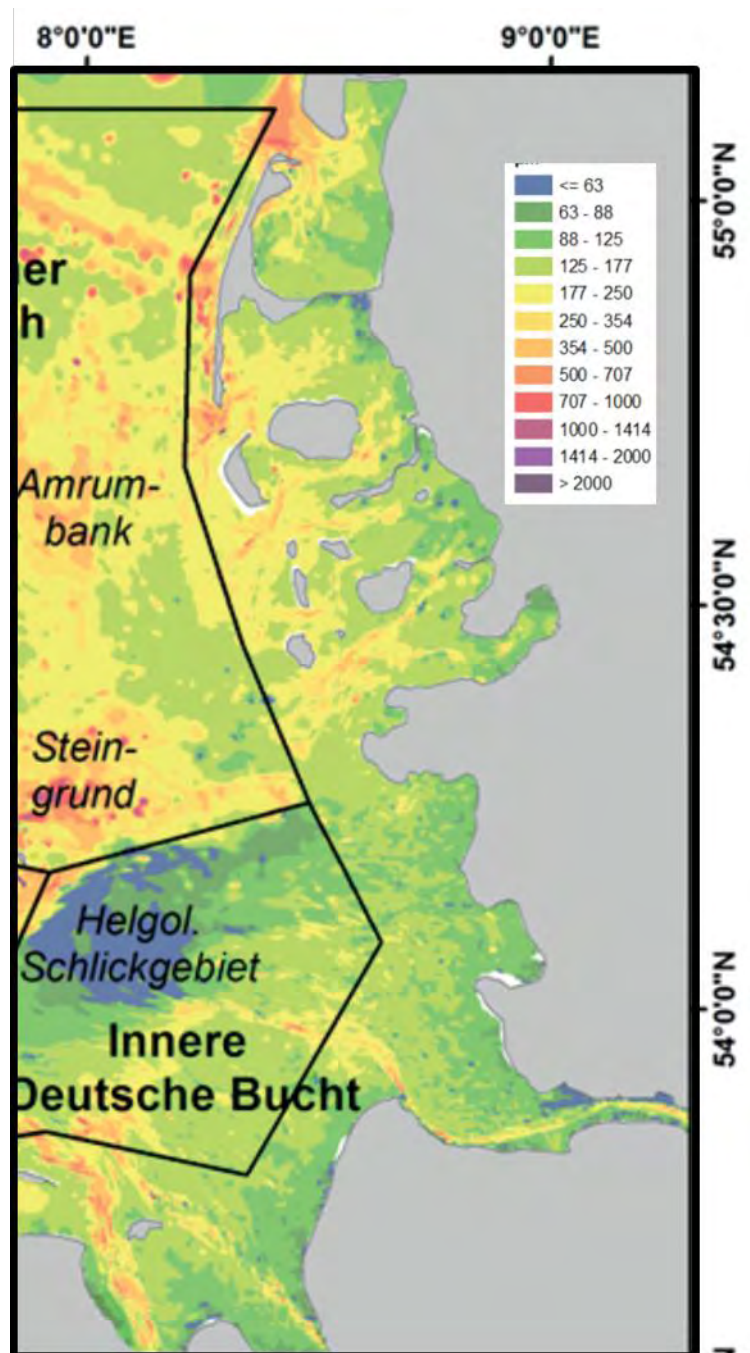 8°0'0"E
9°0'0"E
55°0'0"N
<= 63
63 - 88
88 - 125
125 - 177
177 - 250
250 - 354
354 - 500
500 - 707
707 - 1000
1000 - 1414
1414 - 2000
> 2000
er
h
Amrum-
bank
54°30'0"N
Stein-
grund
Helgol.
Schlickgebiet
54°0'0"N
Innere
Deutsche Bucht